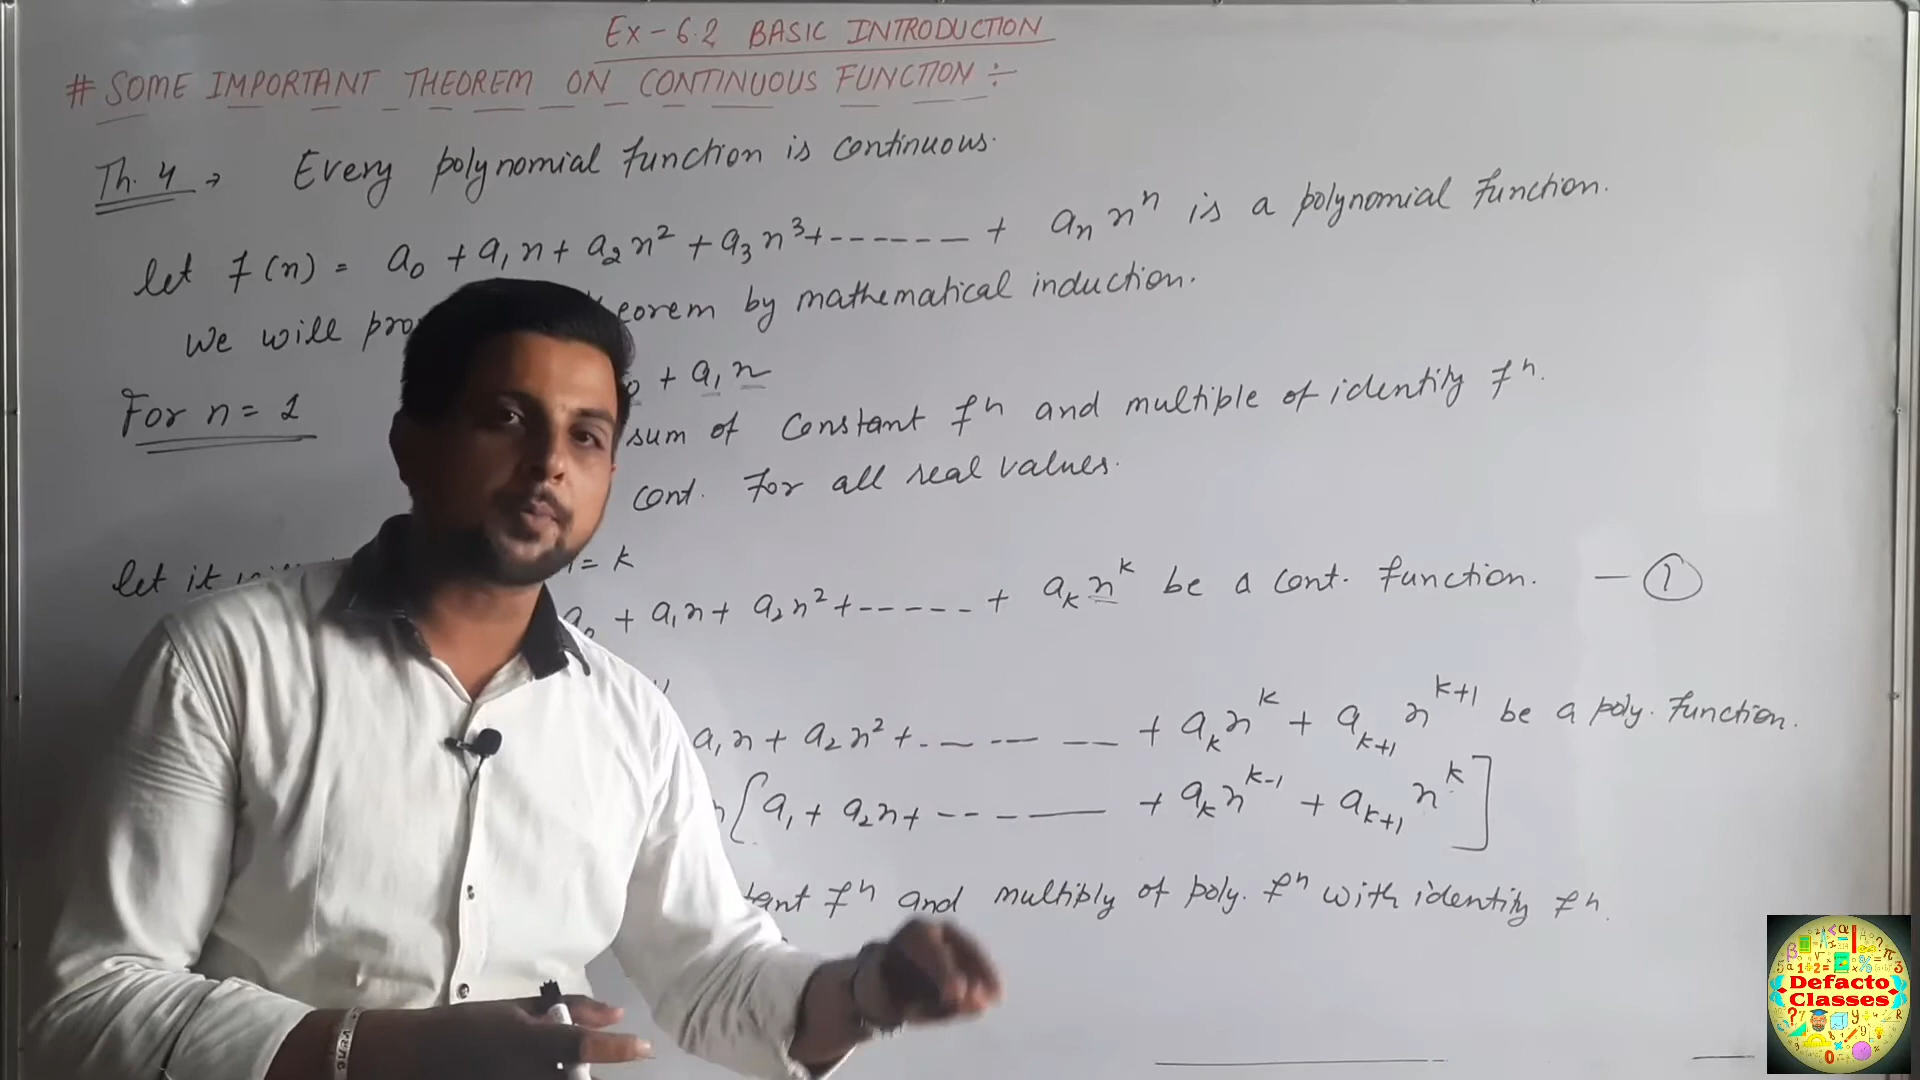 Ex-6.2 BASIC INTRODUCTION
# SOME IMPORTANT THEOREM ON CONTINUOUS FUNCTION :-
Th. 4 → Every polynomial function is continuous.
let f(x) = a₀ + a₁x + a₂x² + a₃x³ + ------ + aₙxⁿ is a polynomial function.
We will by mathematical induction.
For n = 1 + a₁x
sum of constant fⁿ and multiple of identity fⁿ.
cont. for all real values.
let it = k
a₀ + a₁x + a₂x² + ----- + aₖxᵏ be a cont. function. — ①
a₁x + a₂x² + ------ + aₖxᵏ + aₖ₊₁xᵏ⁺¹ be a poly. function.
x[a₁ + a₂x + ------ + aₖxᵏ⁻¹ + aₖ₊₁xᵏ]
fⁿ and multiply of poly. fⁿ with identity fⁿ.
Defacto
Classes